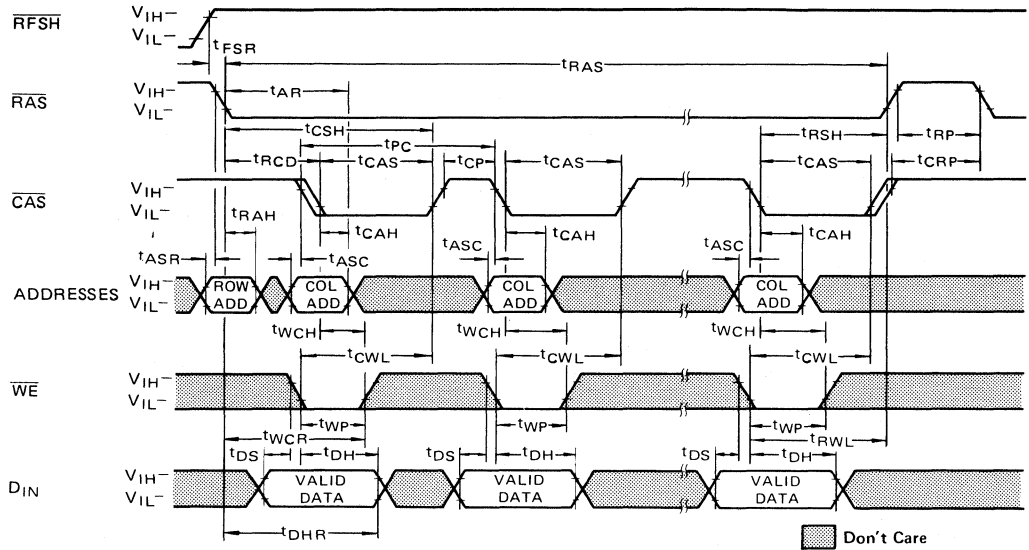 RFSH VIH– VIL–
tFSR
tRAS
RAS VIH– VIL–
tAR
tCSH tRSH tRP
tPC
tRCD tCAS tCP tCAS tCAS tCRP
CAS VIH– VIL–
tRAH tCAH tCAH tCAH
tASR tASC tASC
ADDRESSES VIH– VIL–
ROW ADD
COL ADD
COL ADD
COL ADD
tWCH tWCH tWCH
tCWL tCWL tCWL
WE VIH– VIL–
tWP tWP tWP
tWCR tRWL
tDS tDH tDS tDH tDS tDH
DIN VIH– VIL–
VALID DATA
VALID DATA
VALID DATA
tDHR
Don't Care